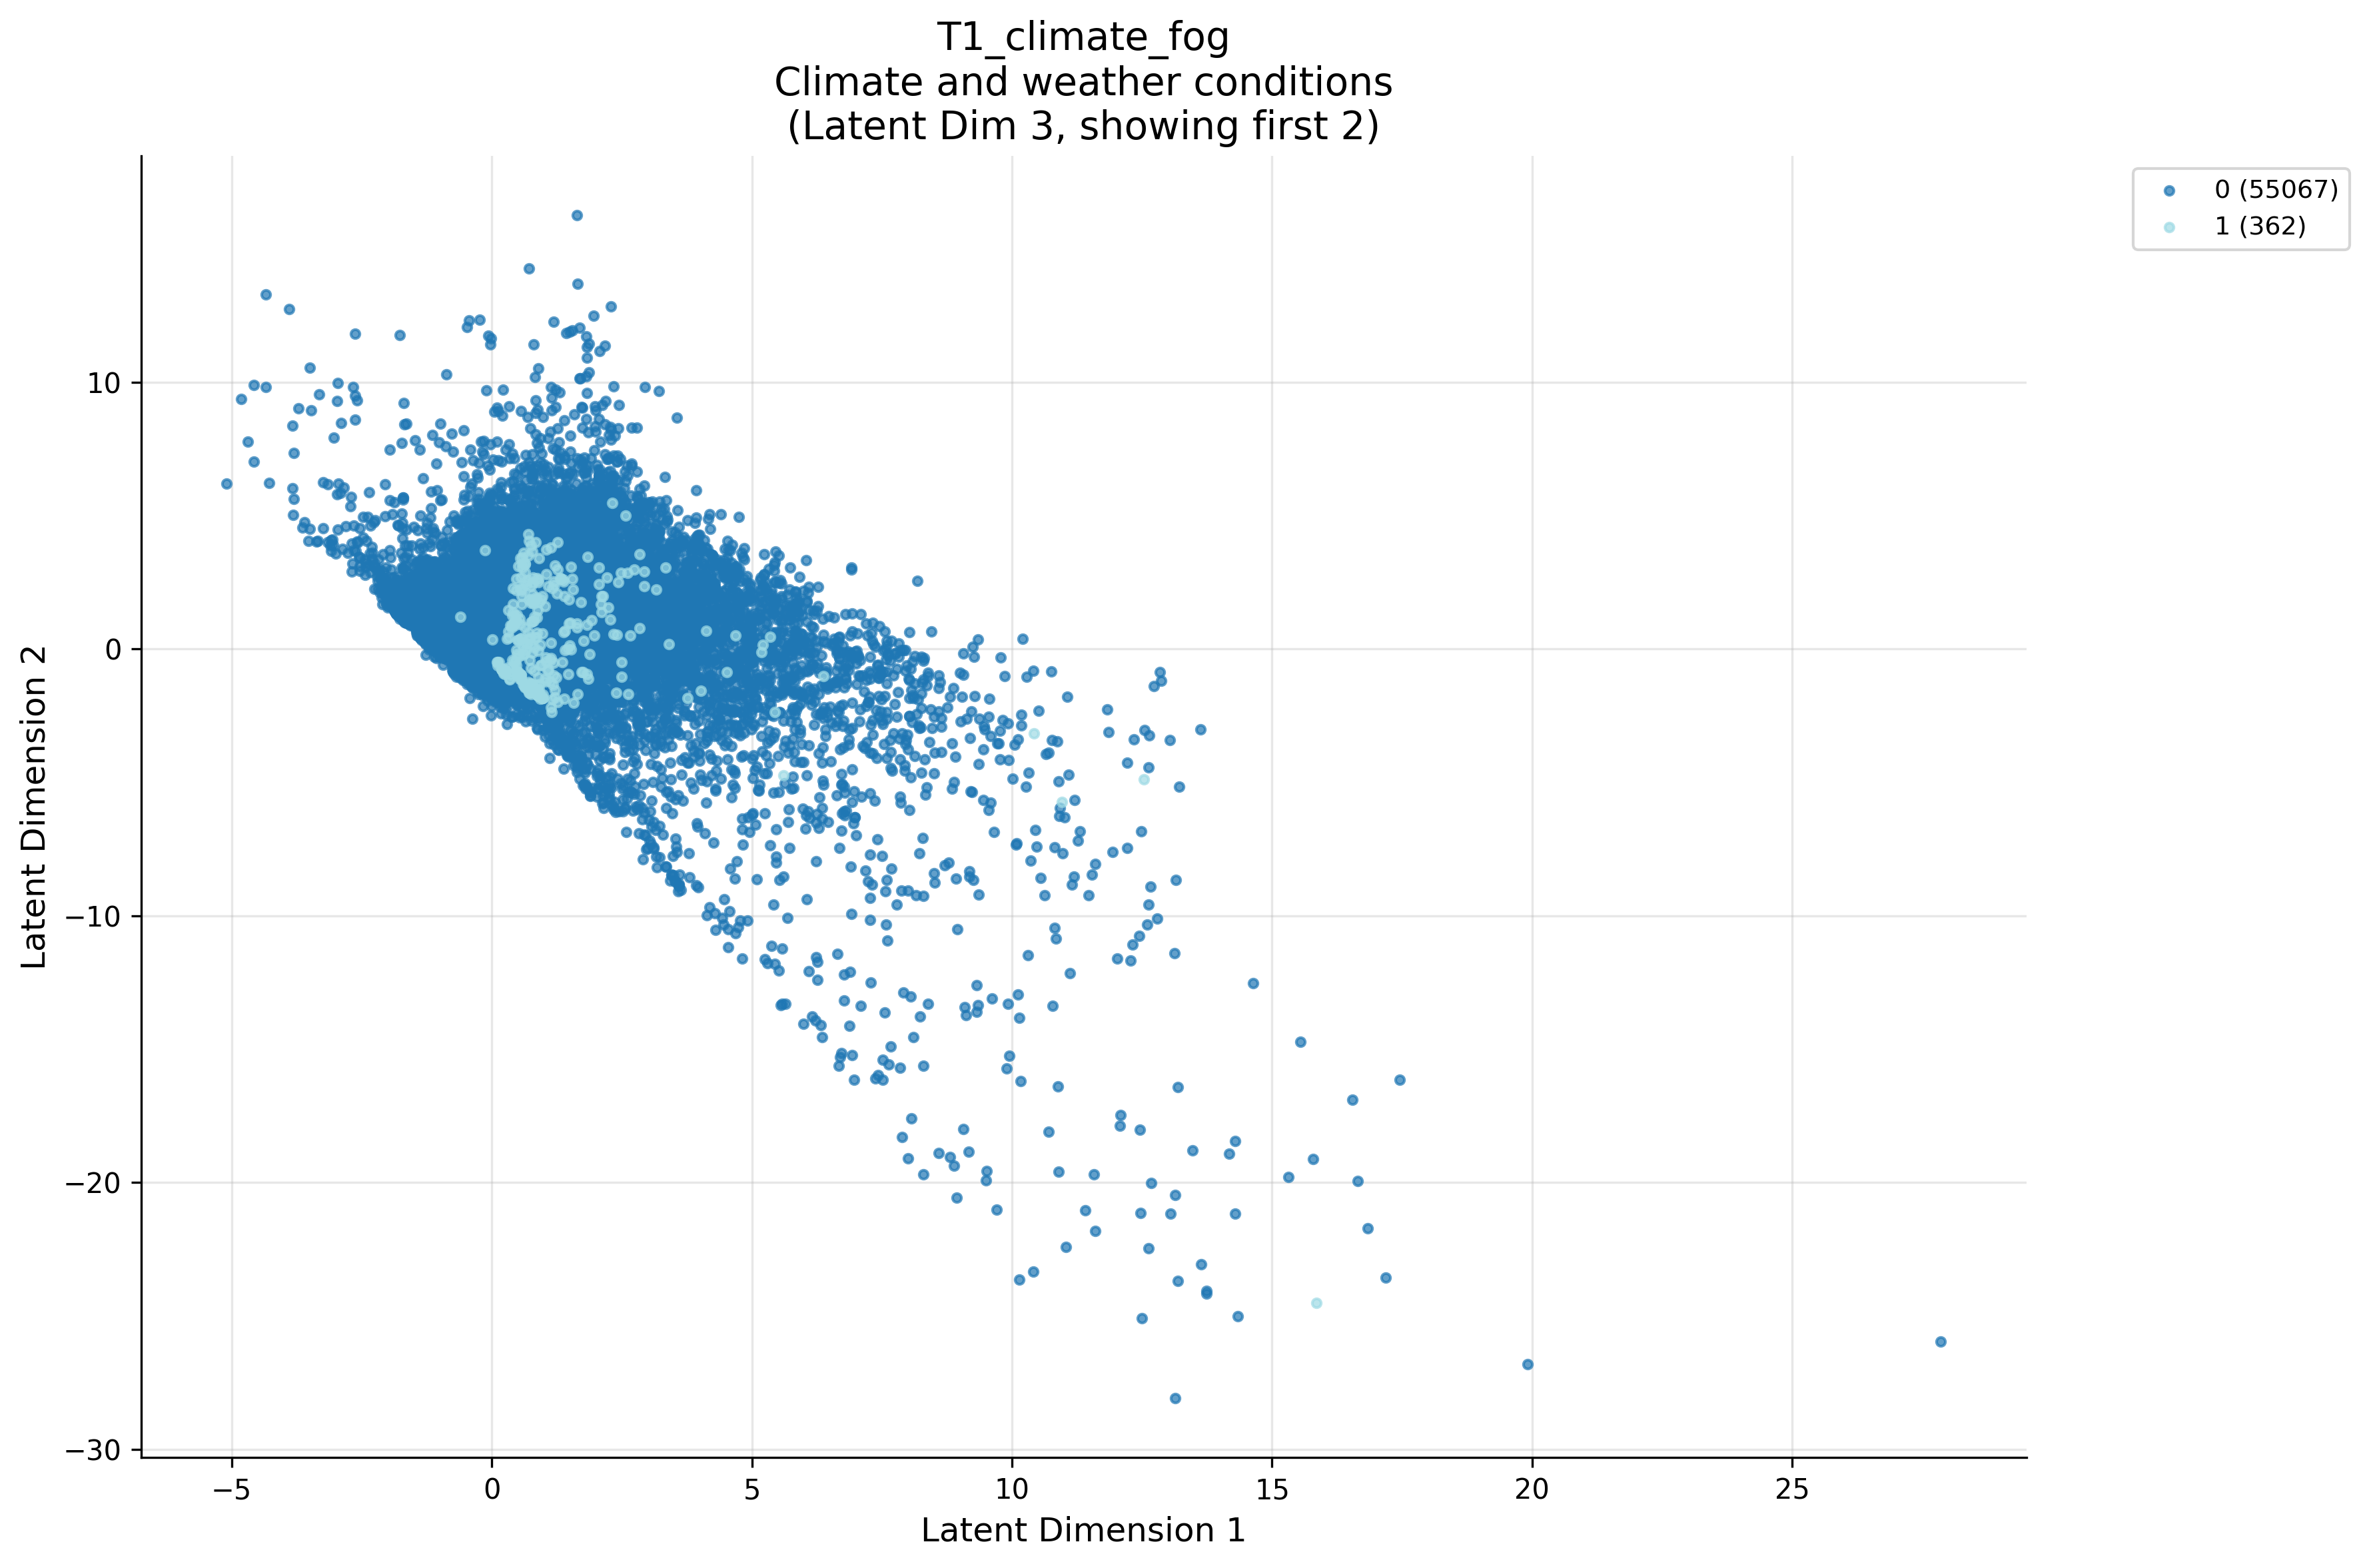 T1_climate_fog
Climate and weather conditions
(Latent Dim 3, showing first 2)
0 (55067)
1 (362)
10
0
−10
−20
−30
Latent Dimension 2
−5
0
5
10
15
20
25
Latent Dimension 1